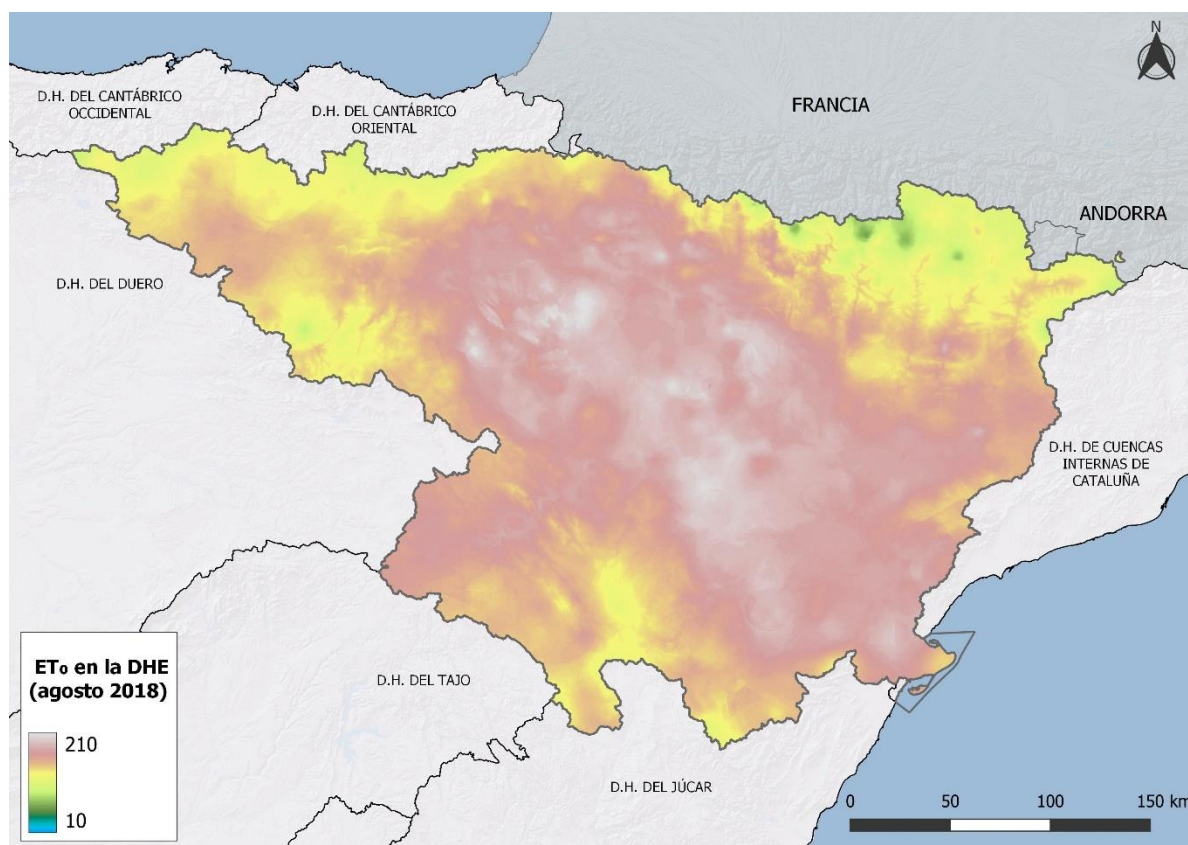 N
D.H. DEL CANTÁBRICO
OCCIDENTAL
D.H. DEL CANTÁBRICO
ORIENTAL
FRANCIA
ANDORRA
D.H. DEL DUERO
D.H. DE CUENCAS
INTERNAS DE
CATALUÑA
D.H. DEL TAJO
D.H. DEL JÚCAR
ET₀ en la DHE
(agosto 2018)
210
10
0 50 100 150 km